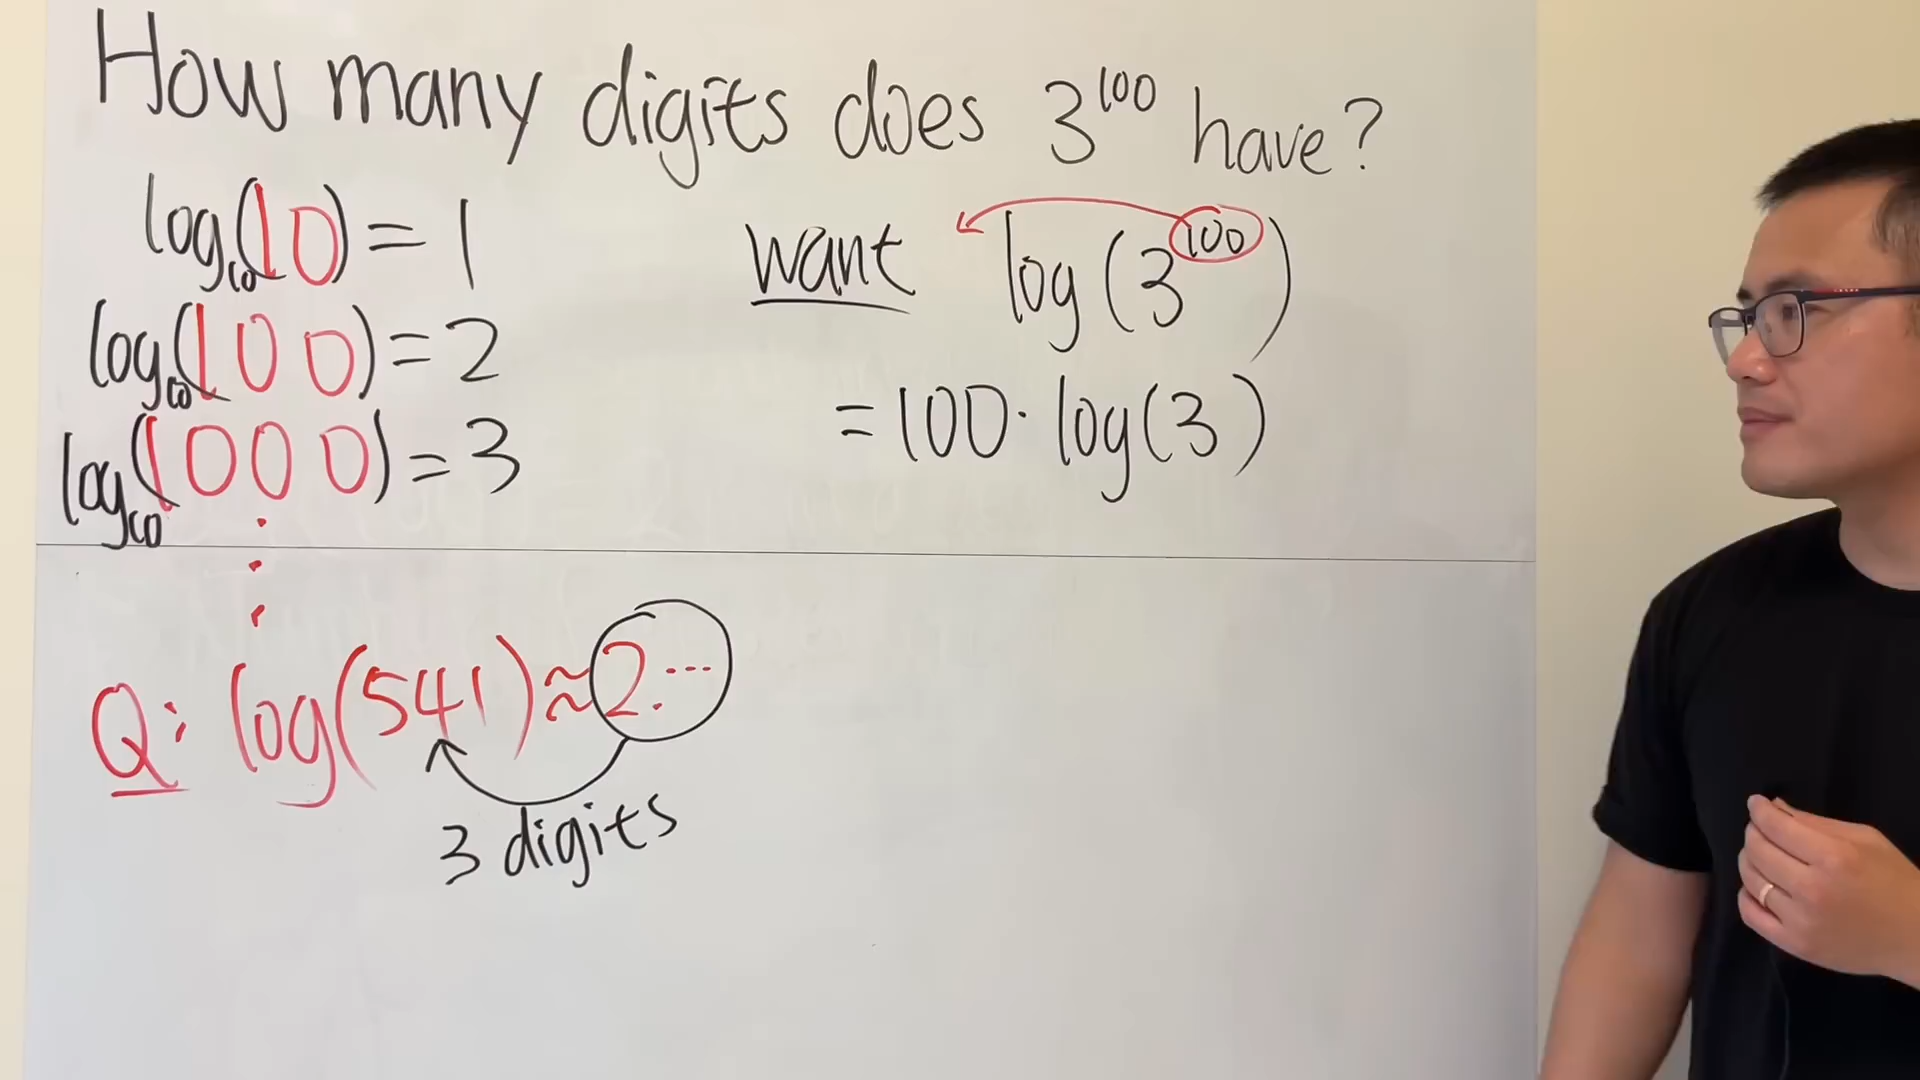 How many digits does 3^100 have?
log₁₀(10) = 1
log₁₀(100) = 2
log₁₀(1000) = 3
want log(3^100)
= 100 · log(3)
Q: log(541) ≈ 2....
3 digits